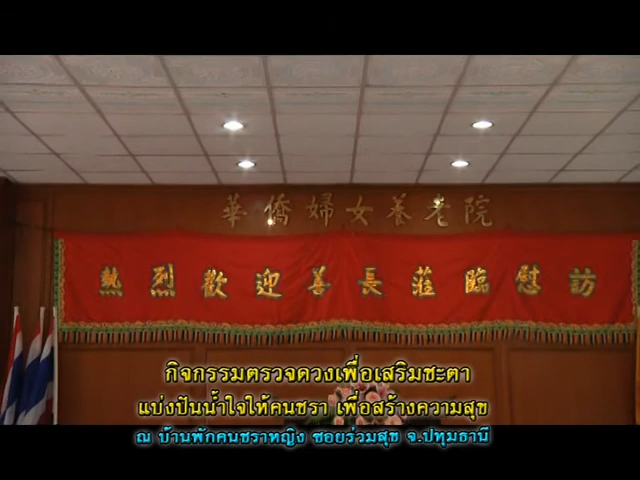 華僑婦女養老院
熱烈歡迎善長蒞臨慰訪
กิจกรรมตรวจดวงเพื่อเสริมชะตา
แบ่งปันน้ำใจให้คนชรา เพื่อสร้างความสุข
ณ บ้านพักคนชราหญิง ซอยร่วมสุข จ.ปทุมธานี